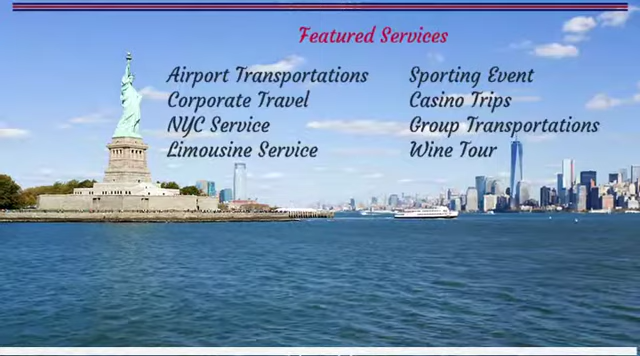 Featured Services
Airport Transportations
Corporate Travel
NYC Service
Limousine Service
Sporting Event
Casino Trips
Group Transportations
Wine Tour